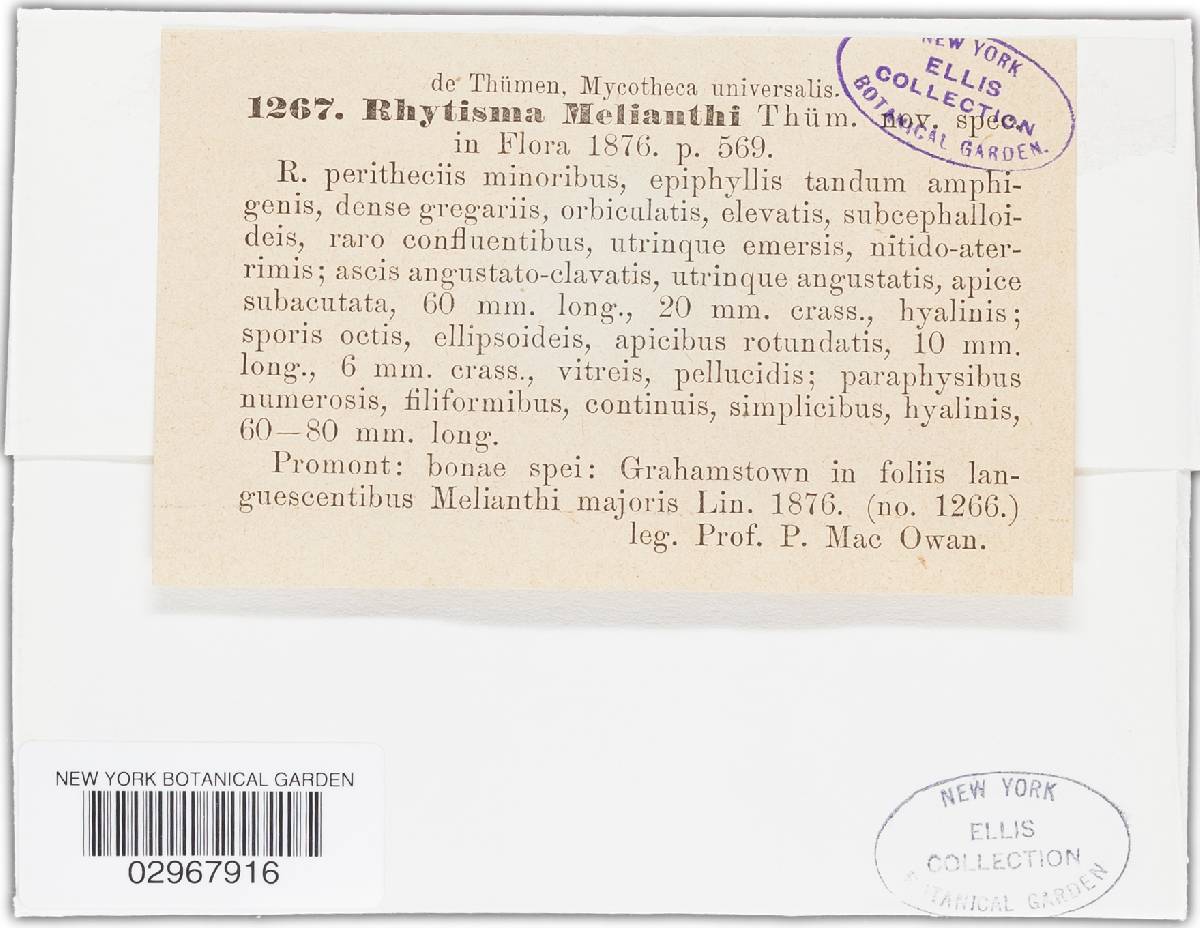 de Thümen, Mycotheca universalis.
1267. Rhytisma Melianthi Thüm. nov. spec.
in Flora 1876. p. 569.
R. peritheciis minoribus, epiphyllis tandum amphi-
genis, dense gregariis, orbiculatis, elevatis, subcephalloi-
deis, raro confluentibus, utrinque emersis, nitido-ater-
rimis; ascis angustato-clavatis, utrinque angustatis, apice
subacutata, 60 mm. long., 20 mm. crass., hyalinis;
sporis octis, ellipsoideis, apicibus rotundatis, 10 mm.
long., 6 mm. crass., vitreis, pellucidis; paraphysibus
numerosis, filiformibus, continuis, simplicibus, hyalinis,
60—80 mm. long.
Promont: bonae spei: Grahamstown in foliis lan-
guescentibus Melianthi majoris Lin. 1876. (no. 1266.)
leg. Prof. P. Mac Owan.
NEW YORK
ELLIS
COLLECTION
BOTANICAL GARDEN.
NEW YORK BOTANICAL GARDEN
02967916
NEW YORK
ELLIS
COLLECTION
BOTANICAL GARDEN